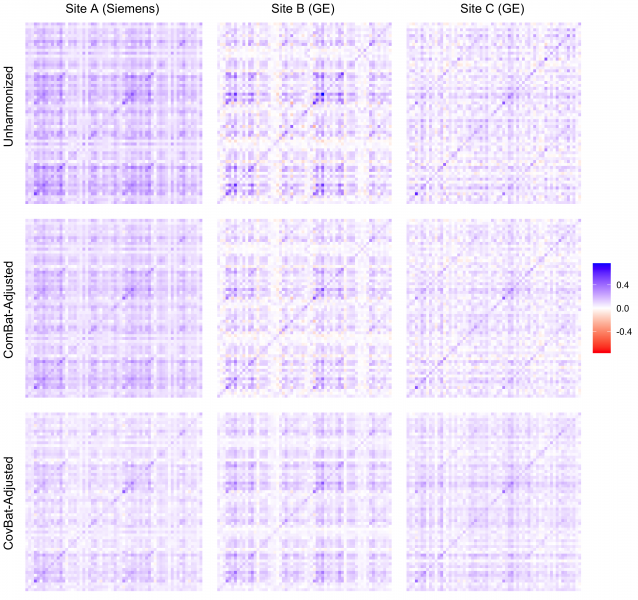 Site A (Siemens)
Site B (GE)
Site C (GE)
Unharmonized
ComBat-Adjusted
CovBat-Adjusted
0.4
0.0
-0.4